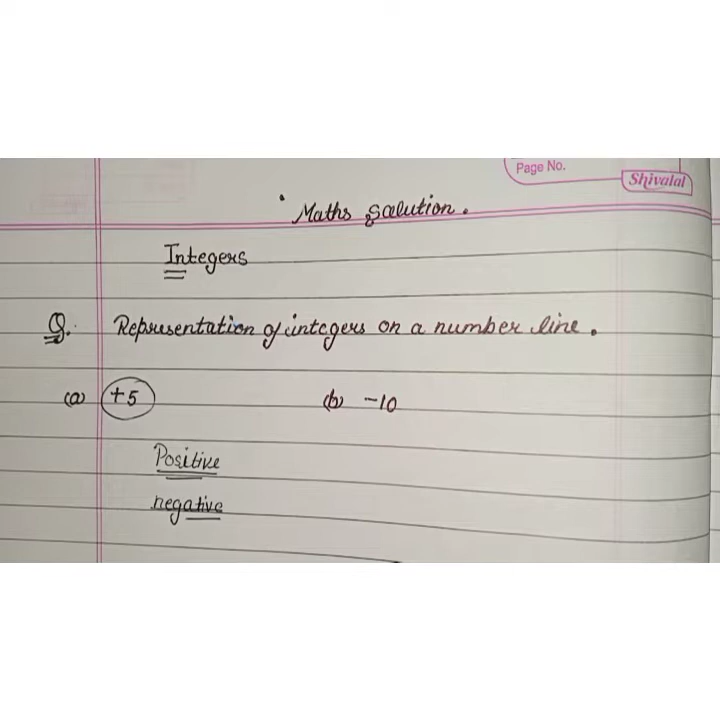 Page No.
Shivalal
Maths Solution.
Integers
Q. Representation of integers on a number line.
(a) +5 (b) -10
Positive
negative